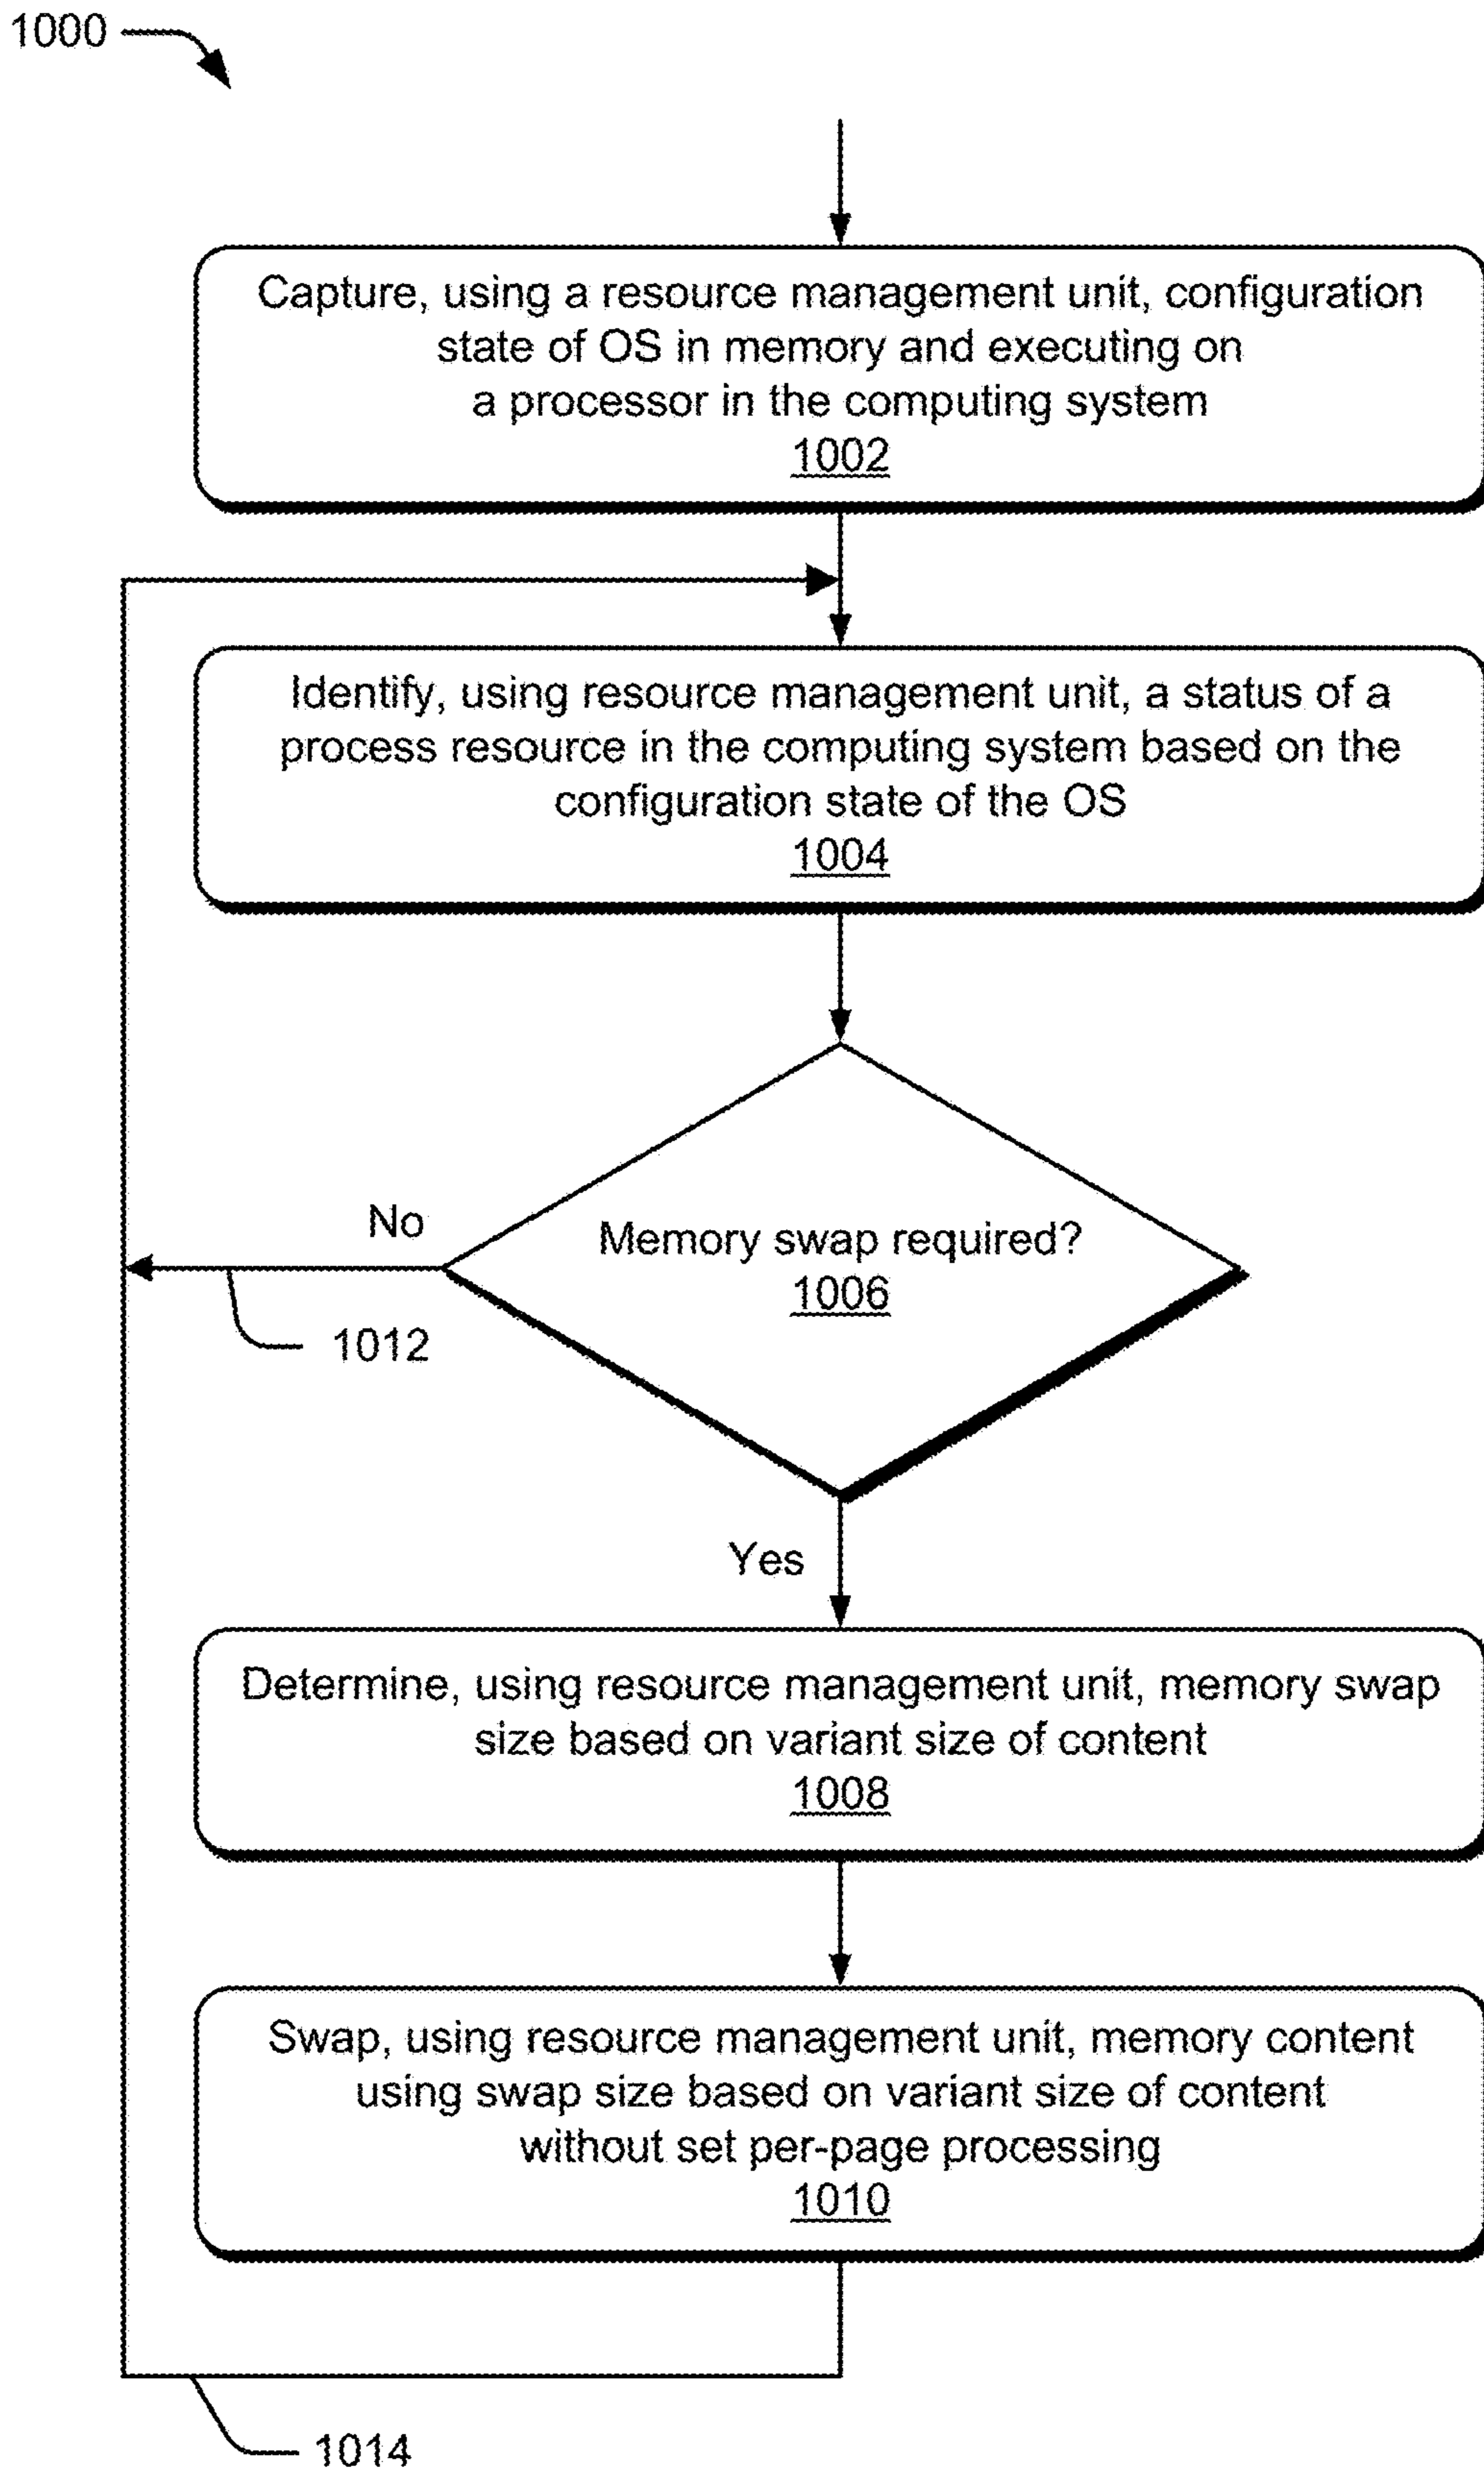 1000
Capture, using a resource management unit, configuration
state of OS in memory and executing on
a processor in the computing system
1002
Identify, using resource management unit, a status of a
process resource in the computing system based on the
configuration state of the OS
1004
No
Memory swap required?
1006
1012
Yes
Determine, using resource management unit, memory swap
size based on variant size of content
1008
Swap, using resource management unit, memory content
using swap size based on variant size of content
without set per-page processing
1010
1014